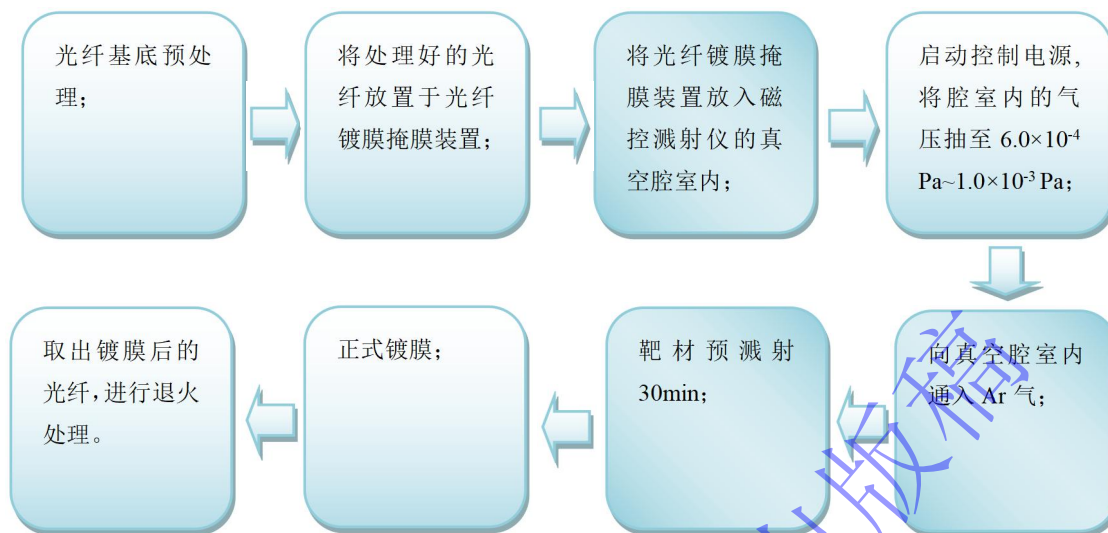 光纤基底预处
理；
将处理好的光
纤放置于光纤
镀膜掩膜装置；
将光纤镀膜掩
膜装置放入磁
控溅射仪的真
空腔室内；
启动控制电源，
将腔室内的气
压抽至 6.0×10⁻⁴
Pa~1.0×10⁻³ Pa；
向真空腔室内
通入 Ar 气；
靶材预溅射
30min；
正式镀膜；
取出镀膜后的
光纤，进行退火
处理。
版稿